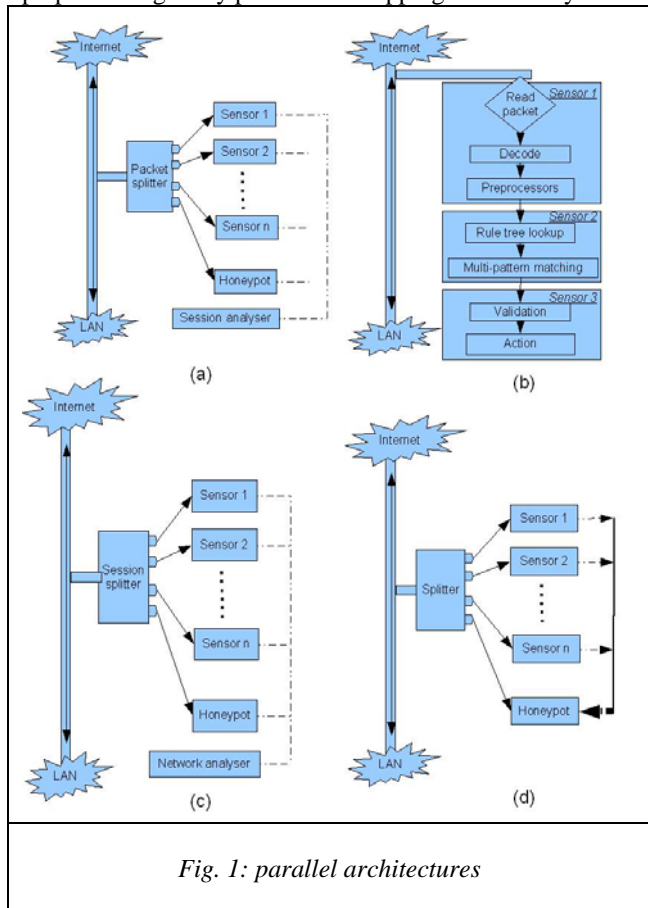 Internet
Sensor 1
Sensor 2
Packet
splitter
Sensor n
Honeypot
Session analyser
LAN
(a)
Internet
Sensor 1
Read
packet
Decode
Preprocessors
Sensor 2
Rule tree lookup
Multi-pattern matching
Sensor 3
Validation
Action
LAN
(b)
Internet
Sensor 1
Sensor 2
Session
splitter
Sensor n
Honeypot
Network analyser
LAN
(c)
Internet
Sensor 1
Sensor 2
Splitter
Sensor n
Honeypot
LAN
(d)
Fig. 1: parallel architectures